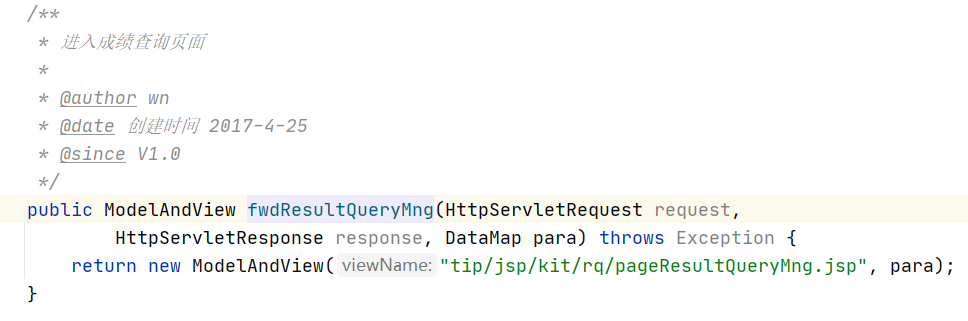 /**
 * 进入成绩查询页面
 *
 * @author wn
 * @date 创建时间 2017-4-25
 * @since V1.0
 */
public ModelAndView fwdResultQueryMng(HttpServletRequest request,
        HttpServletResponse response, DataMap para) throws Exception {
    return new ModelAndView( viewName: "tip/jsp/kit/rq/pageResultQueryMng.jsp", para);
}